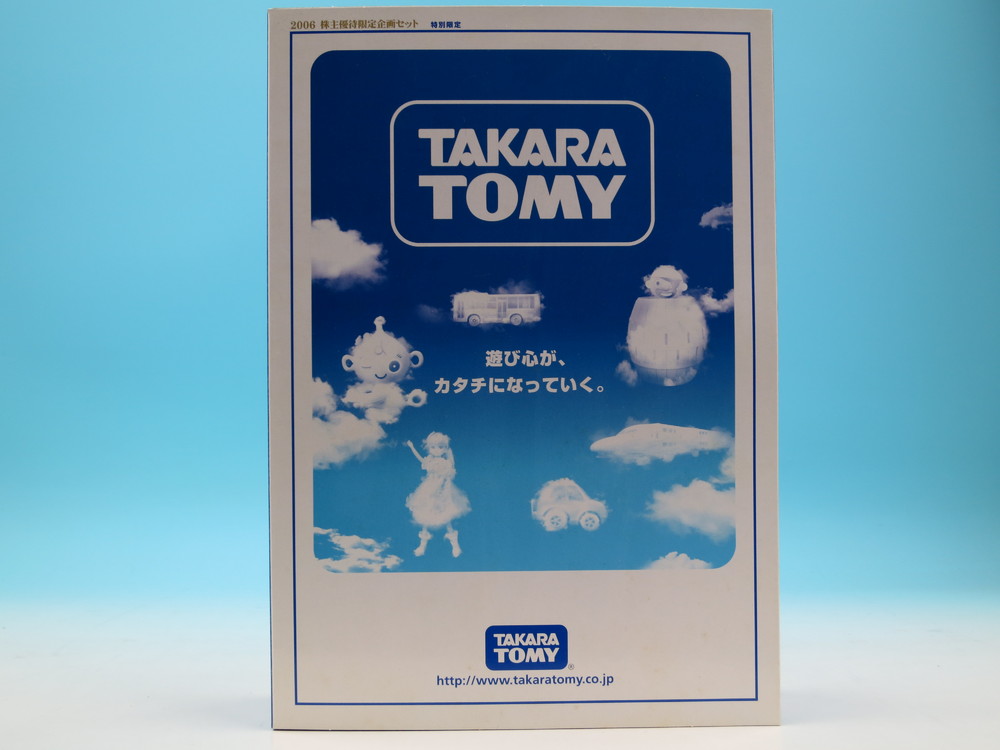 2006 株主優待限定企画セット 特別限定
TAKARA
TOMY
遊び心が、
カタチになっていく。
TAKARA
TOMY
®
http://www.takaratomy.co.jp